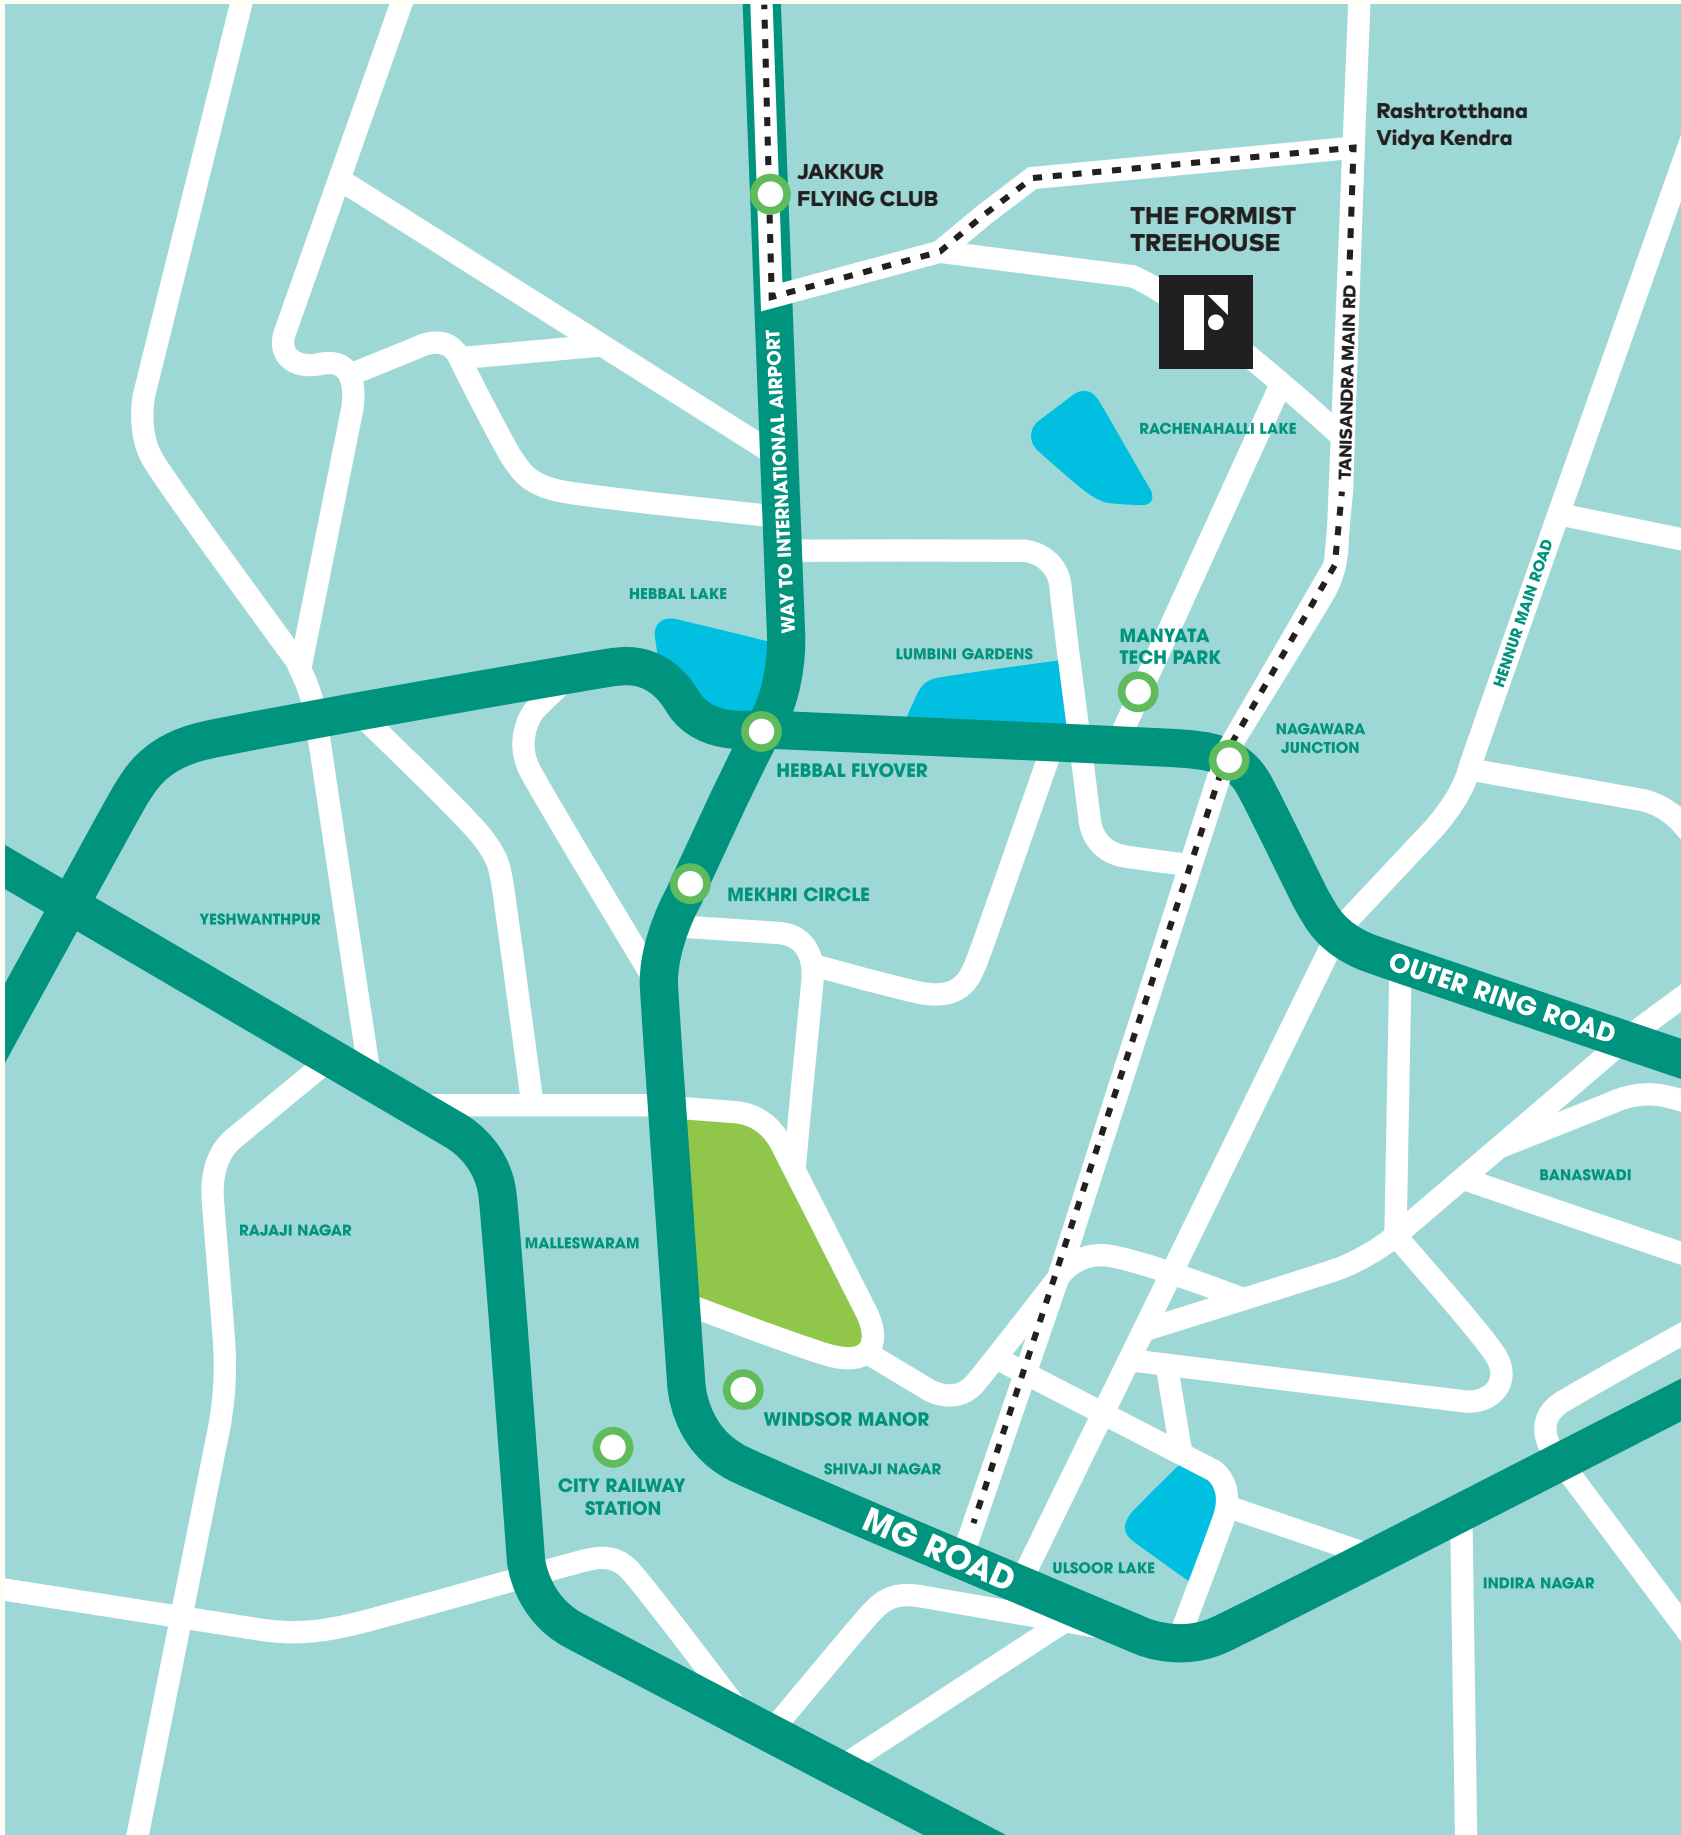 Rashtrotthana
Vidya Kendra
JAKKUR
FLYING CLUB
THE FORMIST
TREEHOUSE
TANISANDRA MAIN RD
WAY TO INTERNATIONAL AIRPORT
RACHENAHALLI LAKE
HENNUR MAIN ROAD
HEBBAL LAKE
LUMBINI GARDENS
MANYATA
TECH PARK
NAGAWARA
JUNCTION
HEBBAL FLYOVER
MEKHRI CIRCLE
YESHWANTHPUR
OUTER RING ROAD
BANASWADI
RAJAJI NAGAR
MALLESWARAM
WINDSOR MANOR
SHIVAJI NAGAR
CITY RAILWAY
STATION
MG ROAD
ULSOOR LAKE
INDIRA NAGAR